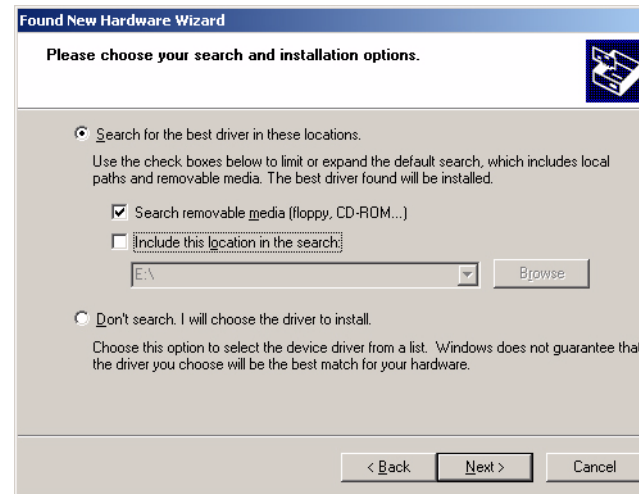 Found New Hardware Wizard
Please choose your search and installation options.
Search for the best driver in these locations.
Use the check boxes below to limit or expand the default search, which includes local
paths and removable media. The best driver found will be installed.
Search removable media (floppy, CD-ROM...)
Include this location in the search:
E:\
Browse
Don't search. I will choose the driver to install.
Choose this option to select the device driver from a list. Windows does not guarantee that
the driver you choose will be the best match for your hardware.
< Back
Next >
Cancel